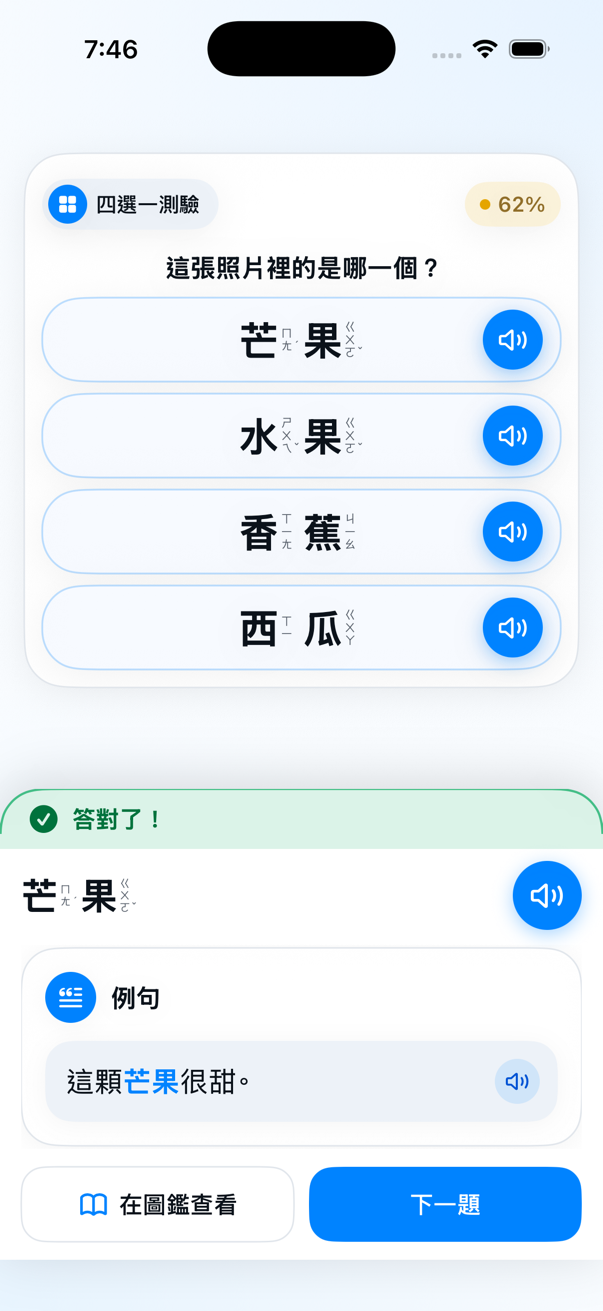 7:46
四選一測驗
62%
這張照片裡的是哪一個？
芒ㄇㄤˊ果ㄍㄨㄛˇ
水ㄕㄨㄟˇ果ㄍㄨㄛˇ
香ㄒㄧㄤ蕉ㄐㄧㄠ
西ㄒㄧ瓜ㄍㄨㄚ
答對了！
芒ㄇㄤˊ果ㄍㄨㄛˇ
例句
這顆芒果很甜。
在圖鑑查看
下一題